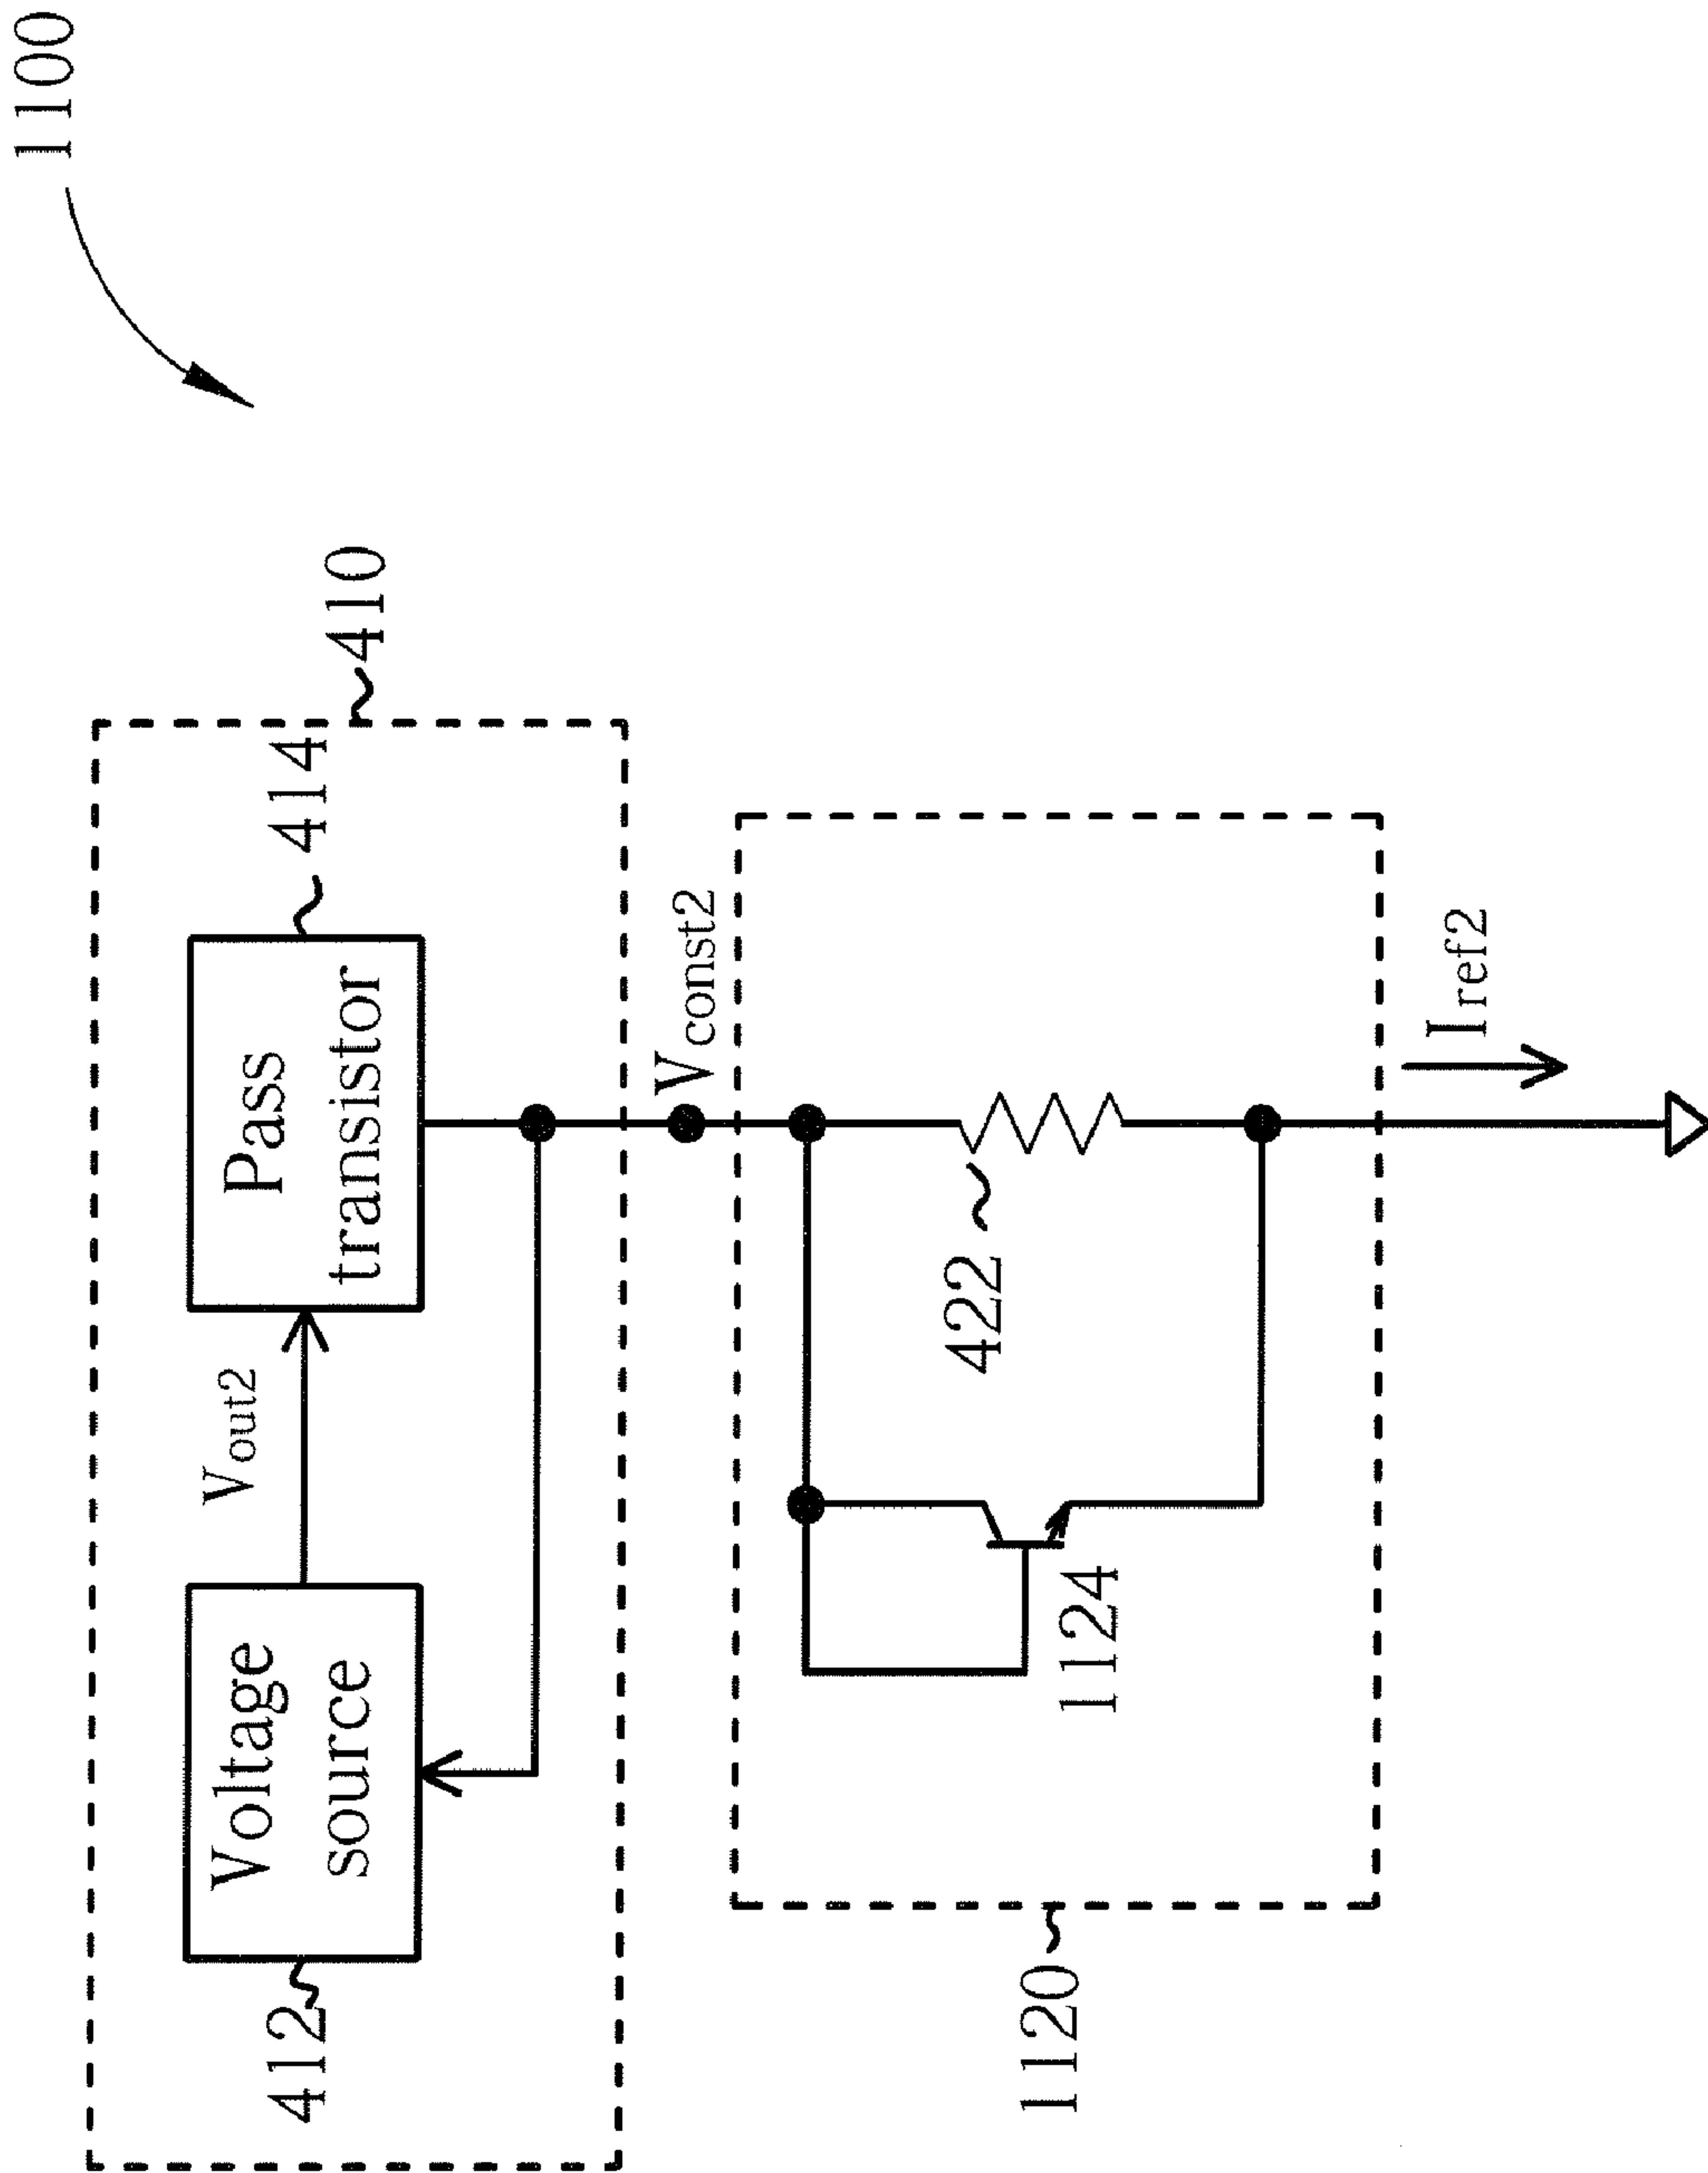 1100
410
414
412
Voltage
source
Vout2
Pass
transistor
Vconst2
422
1124
1120
Iref2